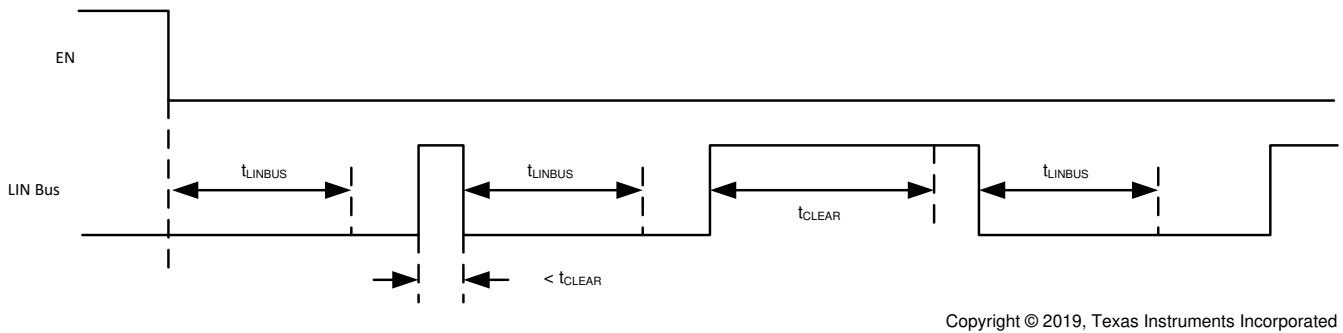 EN
LIN Bus
tLINBUS
tLINBUS
tCLEAR
tLINBUS
< tCLEAR
Copyright © 2019, Texas Instruments Incorporated